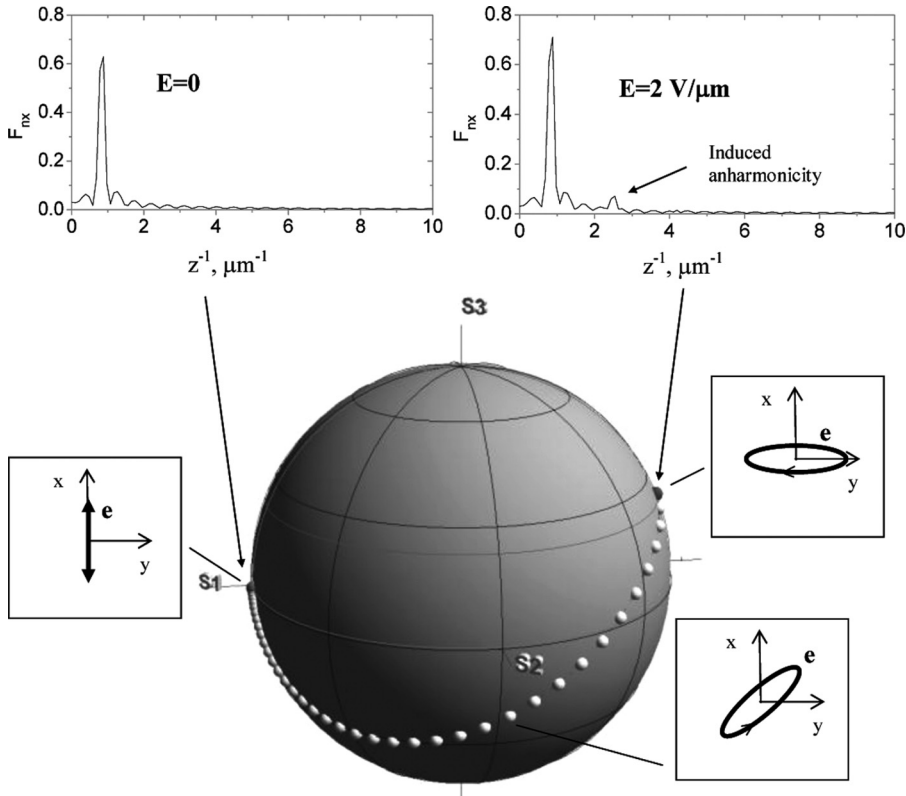 0.8
0.6
0.4
0.2
0.0
F_nx
E=0
0 2 4 6 8 10
z⁻¹, μm⁻¹
0.8
0.6
0.4
0.2
0.0
F_nx
E=2 V/μm
Induced
anharmonicity
0 2 4 6 8 10
z⁻¹, μm⁻¹
S3
x
e
y
x
e
y
S1
S2
x
e
y